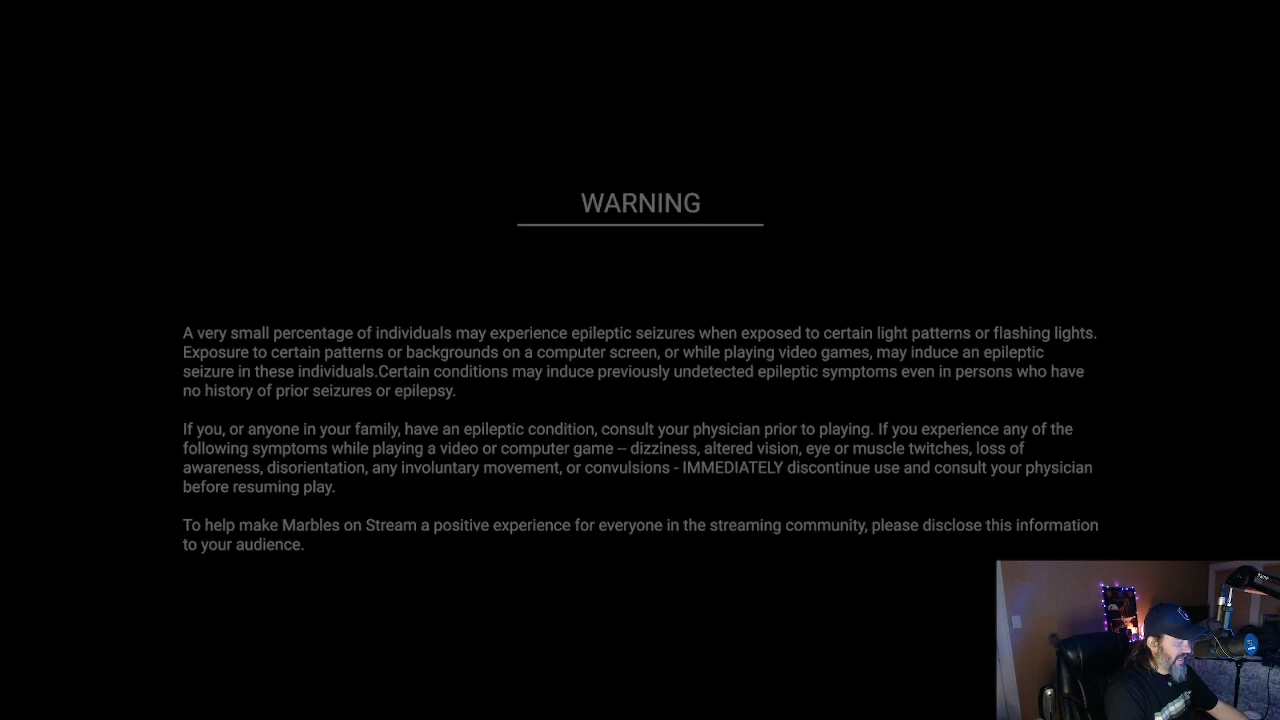 WARNING
A very small percentage of individuals may experience epileptic seizures when exposed to certain light patterns or flashing lights.
Exposure to certain patterns or backgrounds on a computer screen, or while playing video games, may induce an epileptic
seizure in these individuals.Certain conditions may induce previously undetected epileptic symptoms even in persons who have
no history of prior seizures or epilepsy.
If you, or anyone in your family, have an epileptic condition, consult your physician prior to playing. If you experience any of the
following symptoms while playing a video or computer game -- dizziness, altered vision, eye or muscle twitches, loss of
awareness, disorientation, any involuntary movement, or convulsions - IMMEDIATELY discontinue use and consult your physician
before resuming play.
To help make Marbles on Stream a positive experience for everyone in the streaming community, please disclose this information
to your audience.